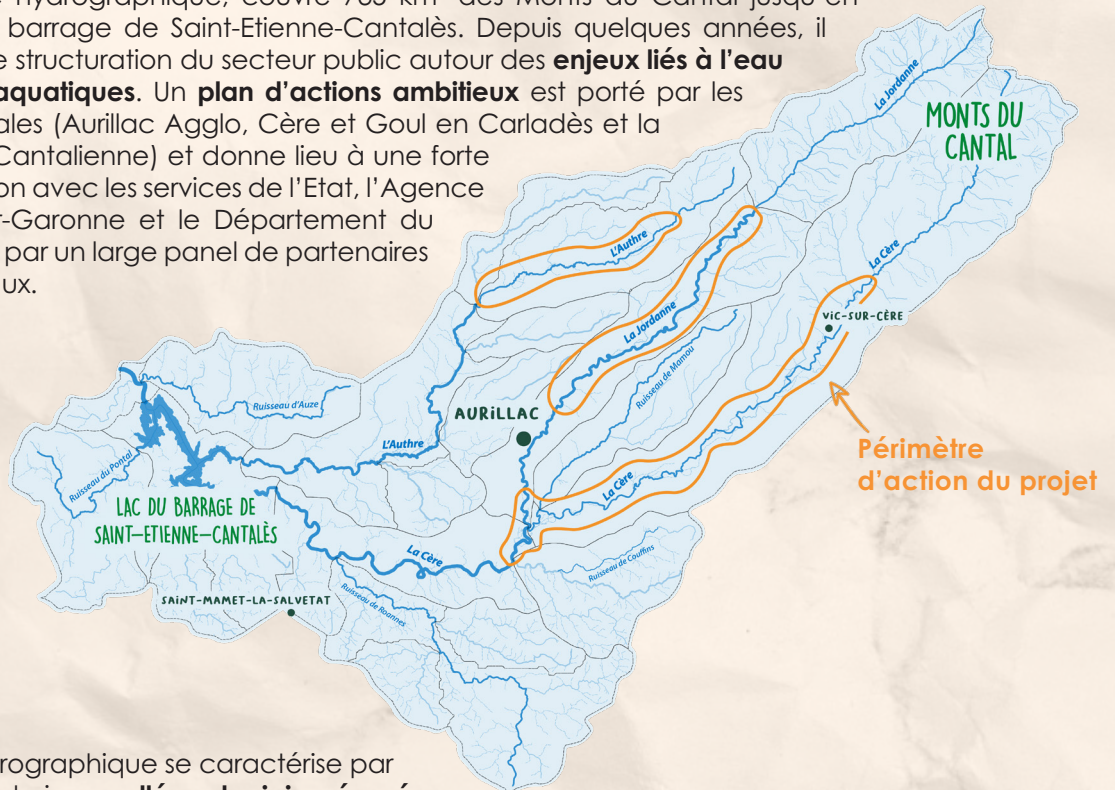 hydrographique, couvre
des Monts du Cantal
barrage de Saint-Etienne-Cantalès. Depuis quelques années, il
structuration du secteur public autour des enjeux liés à l'eau
aquatiques. Un plan d'actions ambitieux est porté par les
ales (Aurillac Agglo, Cère et Goul en Carladès et la
Cantalienne) et donne lieu à une forte
on avec les services de l'Etat, l'Agence
-Garonne et le Département du
par un large panel de partenaires
ux.
La Jordanne
MONTS DU
CANTAL
L'Authre
La Cère
La Jordanne
VIC-SUR-CÈRE
Ruisseau de Mamou
Ruisseau d'Auze
AURILLAC
L'Authre
Périmètre
d'action du projet
Ruisseau du Pontal
La Cère
LAC DU BARRAGE DE
SAINT-ETIENNE-CANTALÈS
La Cère
Ruisseau de Couffins
Ruisseau de Roannes
SAINT-MAMET-LA-SALVETAT
rographique se caractérise par